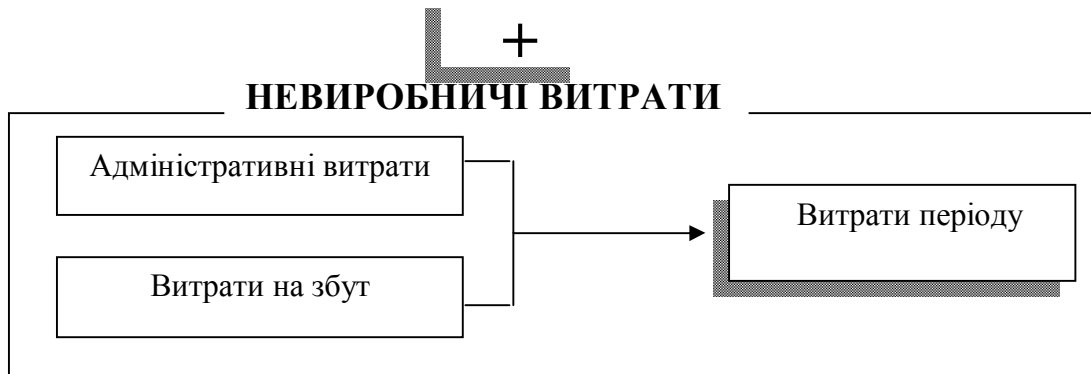 +
НЕВИРОБНИЧІ ВИТРАТИ
Адміністративні витрати
Витрати періоду
Витрати на збут